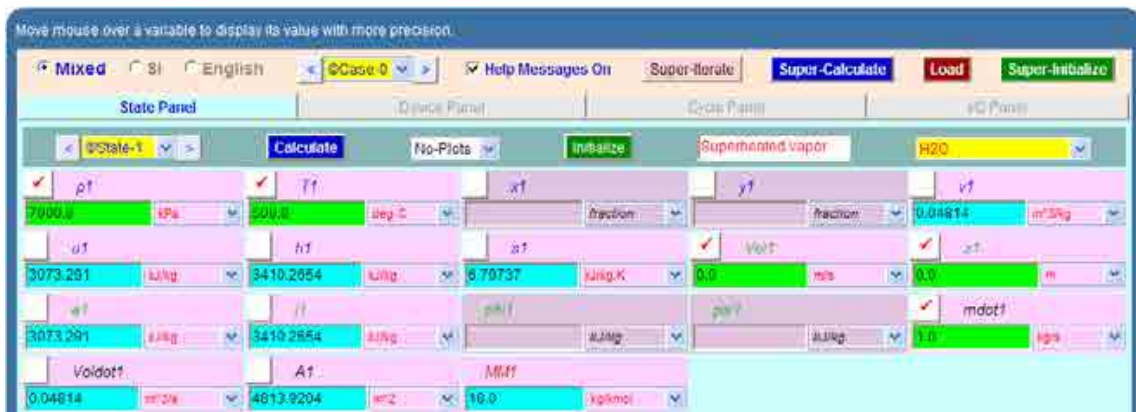 Move mouse over a variable to display its value with more precision.
Mixed SI English < ©Case-0 > Help Messages On Super-Iterate Super-Calculate Load Super-Initialize
State Panel Device Panel Cycle Panel I/O Panel
< ©State-1 > Calculate No-Plots Initialize Superheated vapor H2O
p1 T1 x1 y1 v1
7000.0 kPa 500.0 deg-C fraction fraction 0.04814 m^3/kg
u1 h1 s1 Vel1 z1
3073.291 kJ/kg 3410.2654 kJ/kg 6.79737 kJ/kg.K 0.0 m/s 0.0 m
e1 j1 phi1 psi1 mdot1
3073.291 kJ/kg 3410.2654 kJ/kg kJ/kg kJ/kg 1.0 kg/s
Voldot1 A1 MM1
0.04814 m^3/s 4813.9204 m^2 18.0 kg/kmol